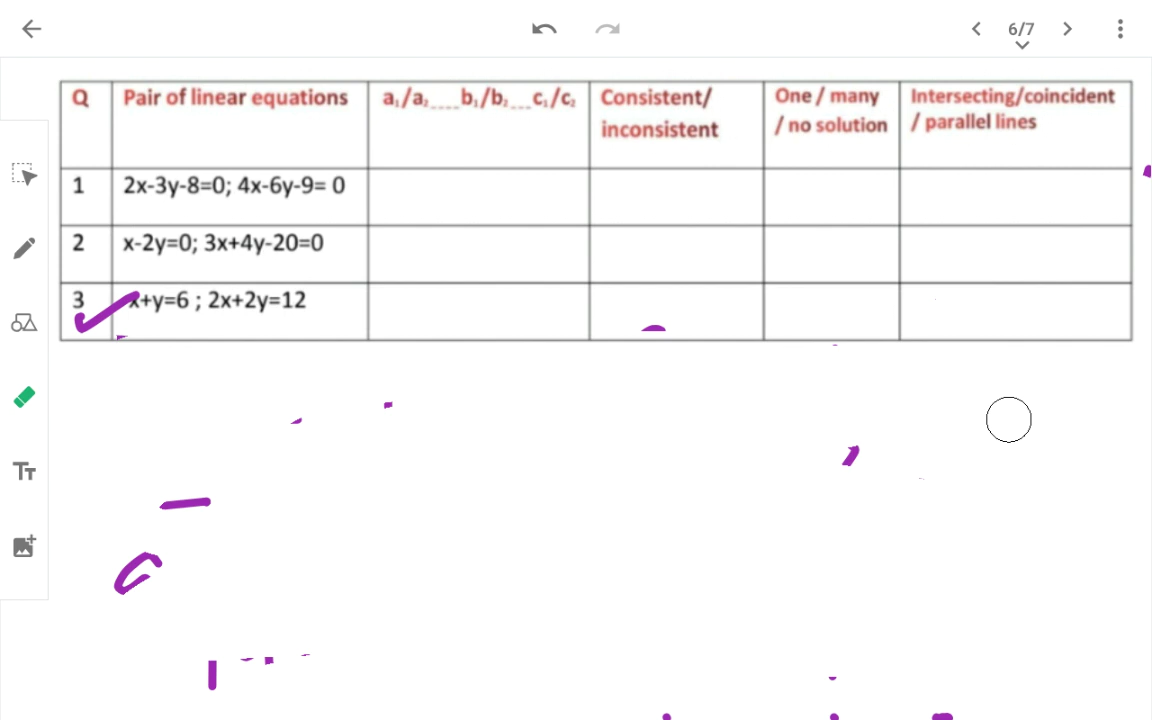 6/7
Q Pair of linear equations a₁/a₂____b₁/b₂___c₁/c₂ Consistent/ inconsistent One / many / no solution Intersecting/coincident / parallel lines
1 2x-3y-8=0; 4x-6y-9= 0
2 x-2y=0; 3x+4y-20=0
3 x+y=6 ; 2x+2y=12
Tт